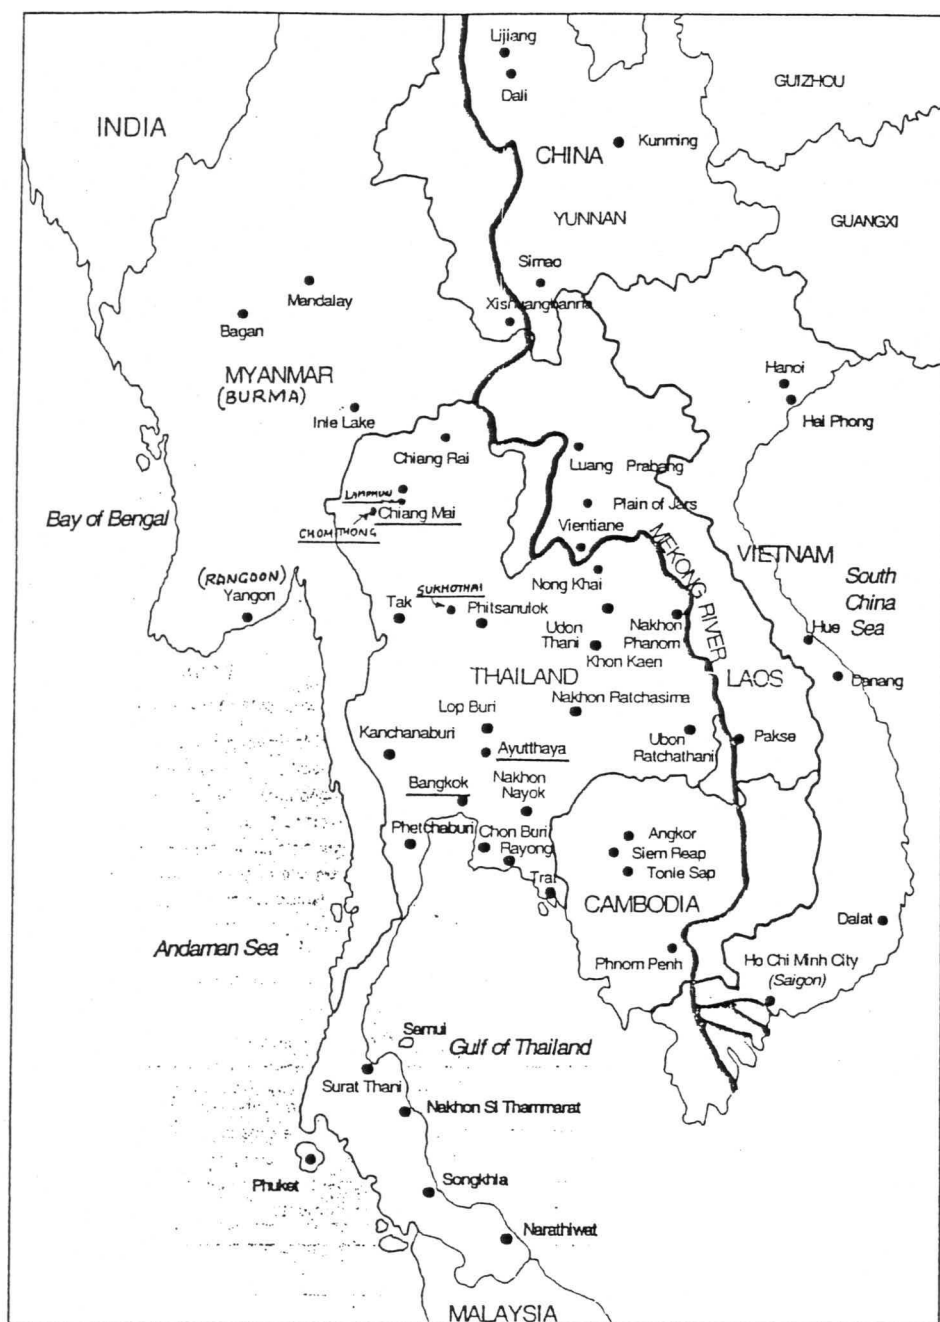 Lijiang
Dali
GUIZHOU
INDIA
CHINA
Kunming
YUNNAN
GUANGXI
Simao
Xishuangbanna
Mandalay
Bagan
MYANMAR
(BURMA)
Hanoi
Hai Phong
Inle Lake
Chiang Rai
Luang Prabang
LAMPHUN
Chiang Mai
Plain of Jars
CHOM THONG
Bay of Bengal
Vientiane
MEKONG RIVER
VIETNAM
(RANGOON)
Yangon
SUKHOTHAI
Nong Khai
South
China
Sea
Tak
Phitsanulok
Udon
Thani
Nakhon
Phanom
Hue
Khon Kaen
THAILAND
LAOS
Danang
Nakhon Ratchasima
Lop Buri
Kanchanaburi
Ayutthaya
Ubon
Ratchathani
Pakse
Bangkok
Nakhon
Nayok
Phetchaburi
Chon Buri
Rayong
Angkor
Siem Reap
Tonle Sap
Trat
CAMBODIA
Dalat
Andaman Sea
Phnom Penh
Ho Chi Minh City
(Saigon)
Samui
Gulf of Thailand
Surat Thani
Nakhon Si Thammarat
Phuket
Songkhla
Narathiwat
MALAYSIA